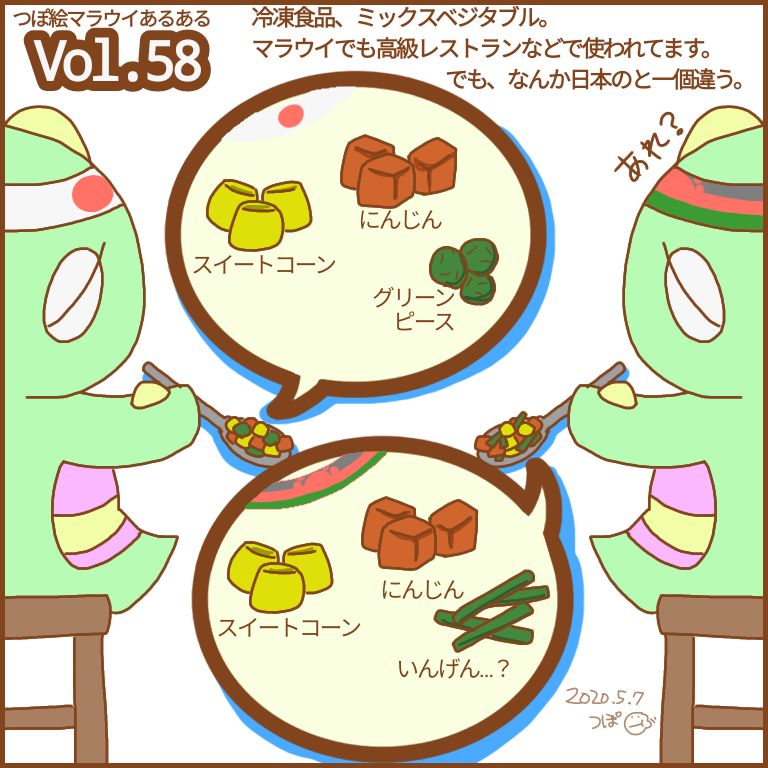 つぽ絵マラウイあるある
Vol.58
冷凍食品、ミックスベジタブル。
マラウイでも高級レストランなどで使われてます。
でも、なんか日本のと一個違う。
あれ？
にんじん
スイートコーン
グリーン
ピース
にんじん
スイートコーン
いんげん…？
2020.5.7
つぽ